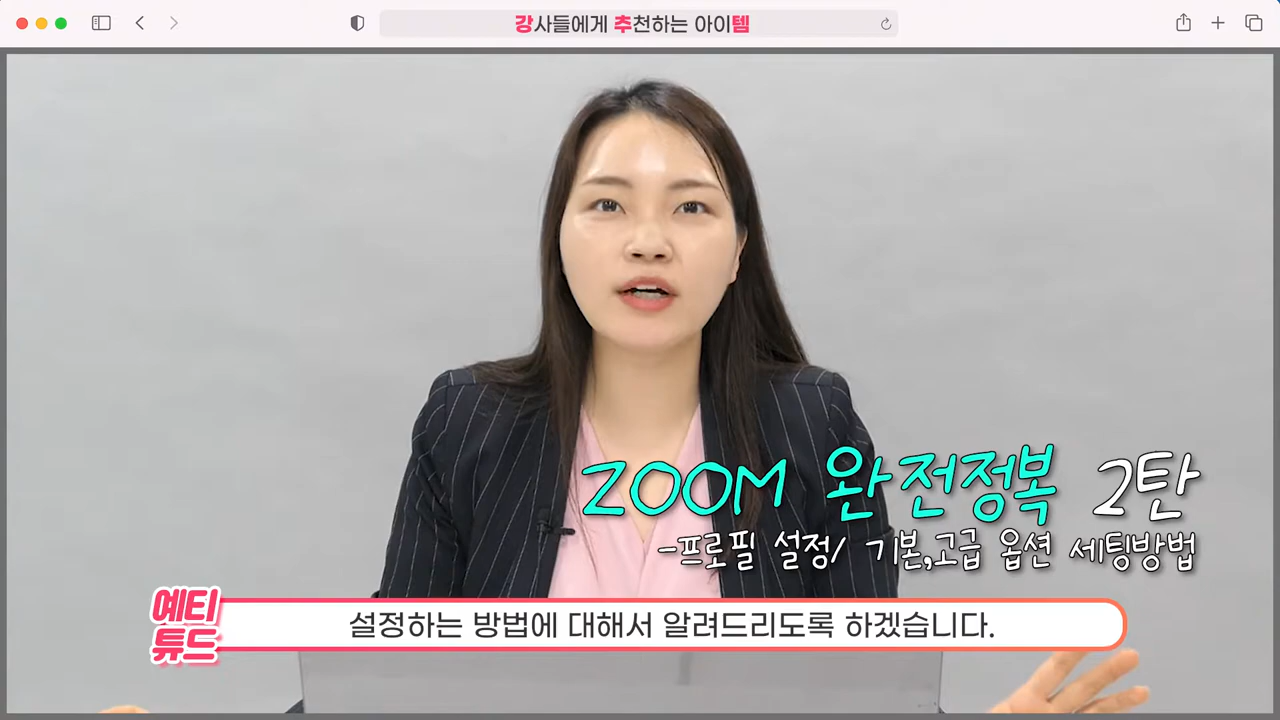 강사들에게 추천하는 아이템
ZOOM 완전정복 2탄
-프로필 설정/ 기본,고급 옵션 세팅방법
예티
튜드
설정하는 방법에 대해서 알려드리도록 하겠습니다.